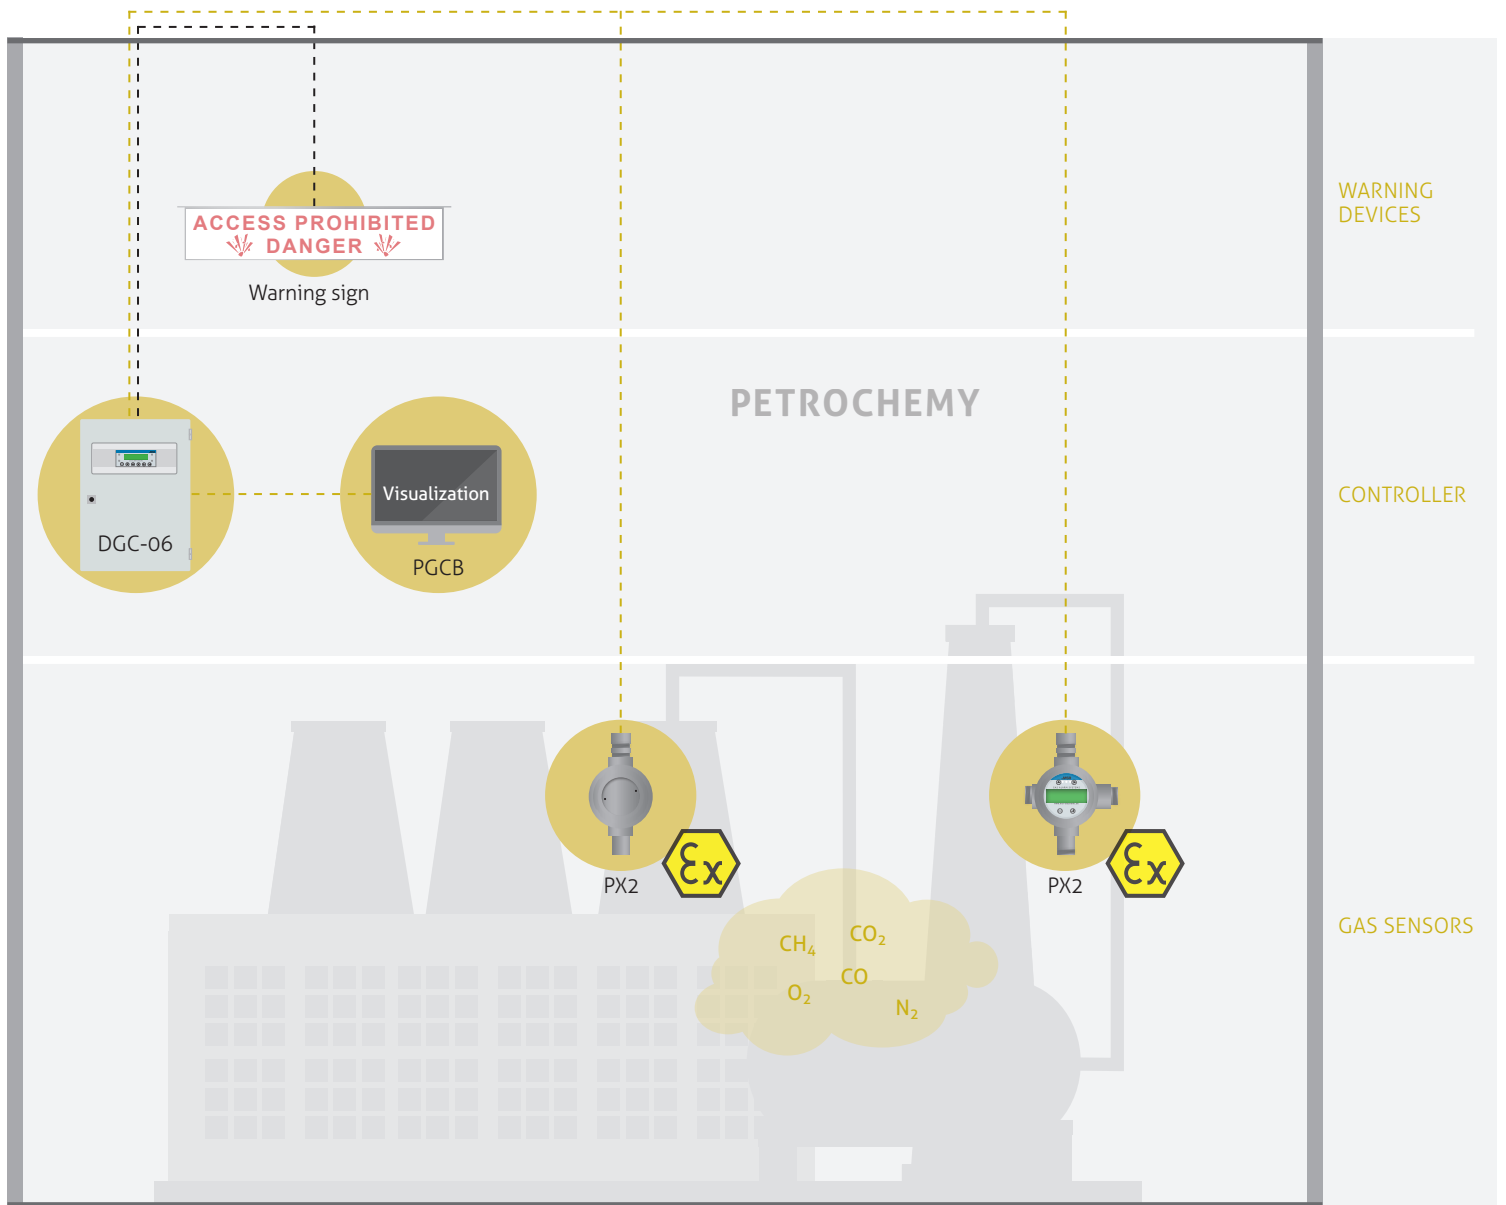 WARNING
DEVICES
ACCESS PROHIBITED
DANGER
Warning sign
PETROCHEMY
CONTROLLER
DGC-06
Visualization
PGCB
PX2
Ex
PX2
Ex
GAS SENSORS
CH₄
CO₂
CO
O₂
N₂